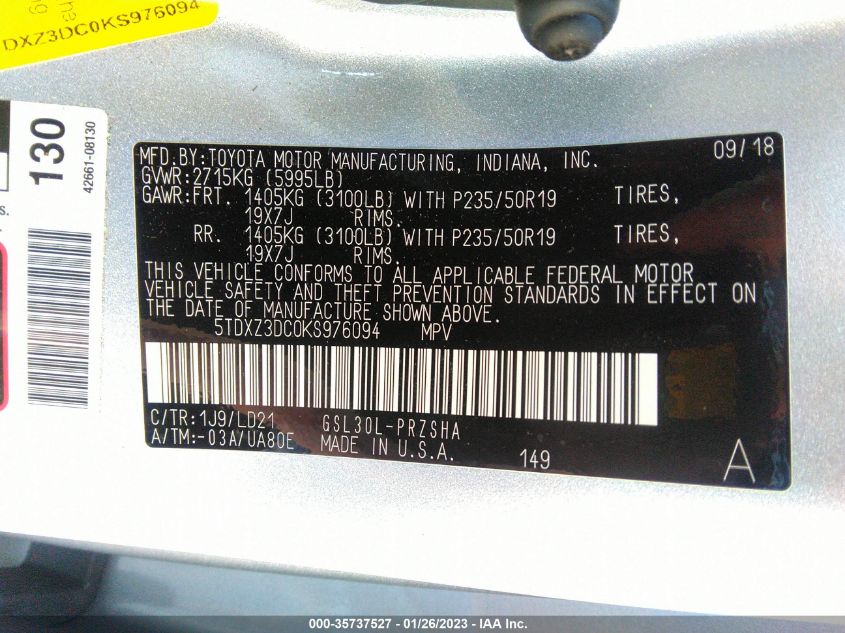 DXZ3DC0KS976094
130
42661-08130
s.
MFD.BY:TOYOTA MOTOR MANUFACTURING, INDIANA, INC. 09/18
GVWR:2715KG (5995LB)
GAWR:FRT. 1405KG (3100LB) WITH P235/50R19 TIRES,
19X7J RIMS.
RR. 1405KG (3100LB) WITH P235/50R19 TIRES,
19X7J RIMS.
THIS VEHICLE CONFORMS TO ALL APPLICABLE FEDERAL MOTOR
VEHICLE SAFETY AND THEFT PREVENTION STANDARDS IN EFFECT ON
THE DATE OF MANUFACTURE SHOWN ABOVE.
5TDXZ3DC0KS976094 MPV
C/TR:1J9/LD21 GSL30L-PRZSHA
A/TM:-03A/UA80E MADE IN U.S.A. 149 A
000-35737527 - 01/26/2023 - IAA Inc.